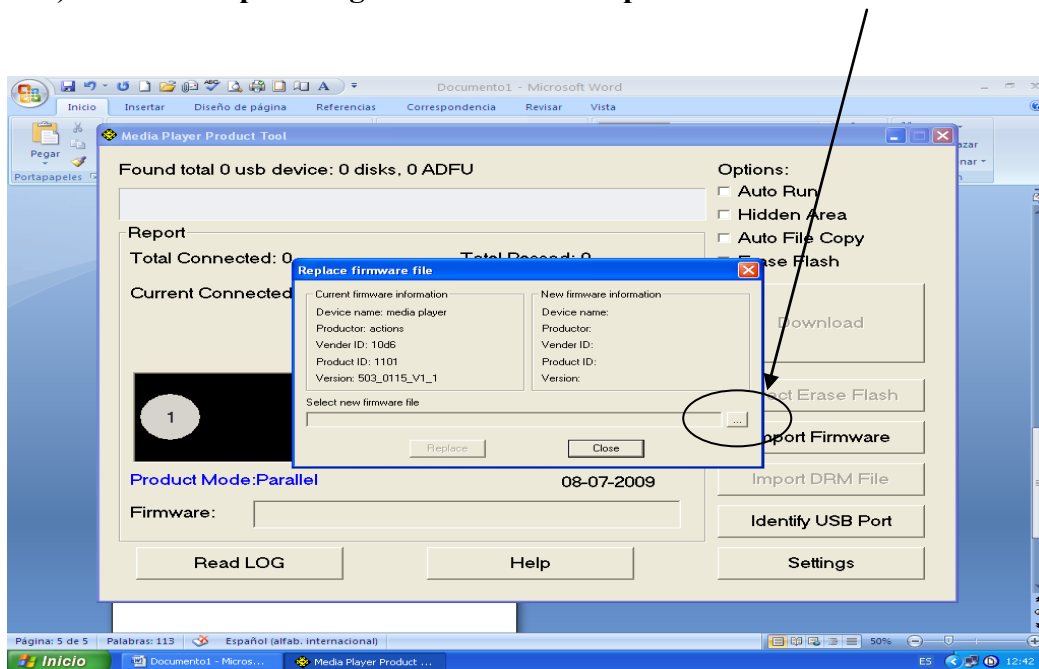 Documento1 - Microsoft Word
Inicio Insertar Diseño de página Referencias Correspondencia Revisar Vista
Pegar
Portapapeles
Media Player Product Tool
Found total 0 usb device: 0 disks, 0 ADFU
Options:
Auto Run
Hidden Area
Auto File Copy
Erase Flash
Report
Total Connected: 0
Current Connected
Replace firmware file
Current firmware information
Device name: media player
Productor: actions
Vender ID: 10d6
Product ID: 1101
Version: 503_0115_V1_1
New firmware information
Device name:
Productor:
Vender ID:
Product ID:
Version:
Select new firmware file
...
Replace Close
Download
Erase Flash
Import Firmware
Import DRM File
Identify USB Port
Settings
1
Product Mode:Parallel 08-07-2009
Firmware:
Read LOG Help
Página: 5 de 5 Palabras: 113 Español (alfab. internacional) 50%
Inicio Documento1 - Micros... Media Player Product ... ES 12:42